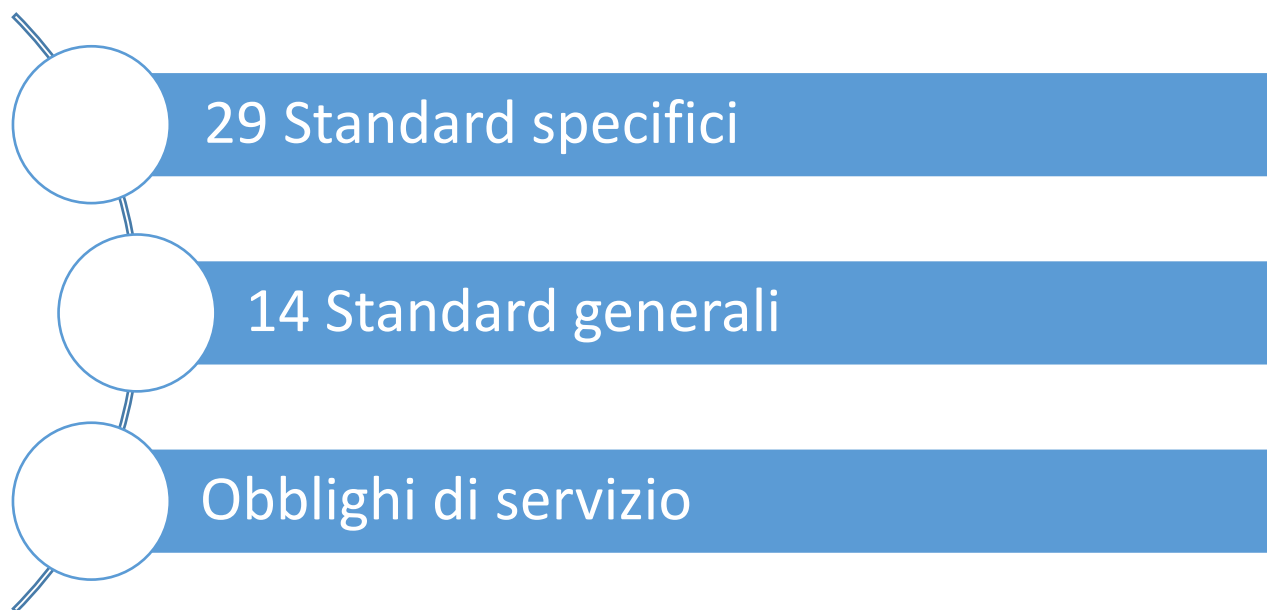 29 Standard specifici
14 Standard generali
Obblighi di servizio